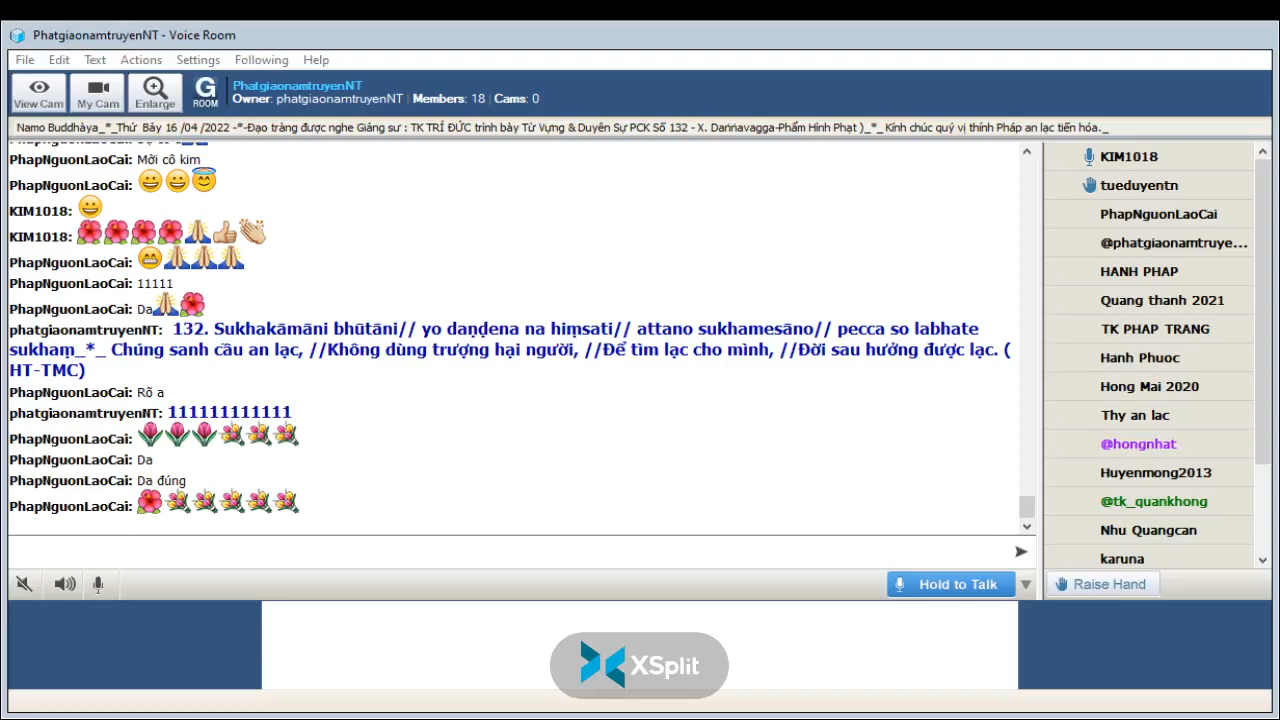 PhatgiaonamtruyenNT - Voice Room
File Edit Text Actions Settings Following Help
View Cam My Cam Enlarge G ROOM
PhatgiaonamtruyenNT
Owner: phatgiaonamtruyenNT | Members: 18 | Cams: 0
Namo Buddhàya_*_Thứ Bảy 16 /04 /2022 -*-Đạo tràng được nghe Giảng sư : TK TRÍ ĐỨC trình bày Từ Vựng & Duyên Sự PCK Số 132 - X. Daṇḍavagga-Phẩm Hình Phạt )_*_ Kính chúc quý vị thính Pháp an lạc tiến hóa._
PhapNguonLaoCai: Mời cô kim
PhapNguonLaoCai:
KIM1018:
KIM1018:
PhapNguonLaoCai:
PhapNguonLaoCai: 11111
PhapNguonLaoCai: Da
phatgiaonamtruyenNT: 132. Sukhakāmāni bhūtāni// yo daṇḍena na hiṃsati// attano sukhamesāno// pecca so labhate
sukhaṃ_*_ Chúng sanh cầu an lạc, //Không dùng trượng hại người, //Để tìm lạc cho mình, //Đời sau hưởng được lạc. (
HT-TMC)
PhapNguonLaoCai: Rõ a
phatgiaonamtruyenNT: 111111111111
PhapNguonLaoCai:
PhapNguonLaoCai: Da
PhapNguonLaoCai: Da đúng
PhapNguonLaoCai:
KIM1018
tueduyentn
PhapNguonLaoCai
@phatgiaonamtruye...
HANH PHAP
Quang thanh 2021
TK PHAP TRANG
Hanh Phuoc
Hong Mai 2020
Thy an lac
@hongnhat
Huyenmong2013
@tk_quankhong
Nhu Quangcan
karuna
Hold to Talk
Raise Hand
XSplit